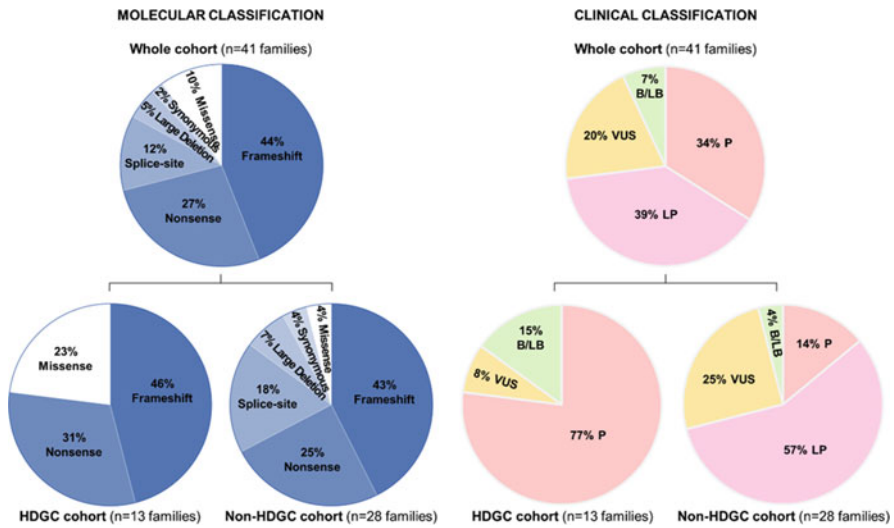 MOLECULAR CLASSIFICATION
Whole cohort (n=41 families)
10% Missense
2% Synonymous
5% Large Deletion
12%
Splice-site
44%
Frameshift
27%
Nonsense
23%
Missense
46%
Frameshift
31%
Nonsense
HDGC cohort (n=13 families)
4% Missense
4% Synonymous
7% Large Deletion
18%
Splice-site
43%
Frameshift
25%
Nonsense
Non-HDGC cohort (n=28 families)
CLINICAL CLASSIFICATION
Whole cohort (n=41 families)
7%
B/LB
20% VUS
34% P
39% LP
15%
B/LB
8% VUS
77% P
HDGC cohort (n=13 families)
4% B/LB
14% P
25% VUS
57% LP
Non-HDGC cohort (n=28 families)